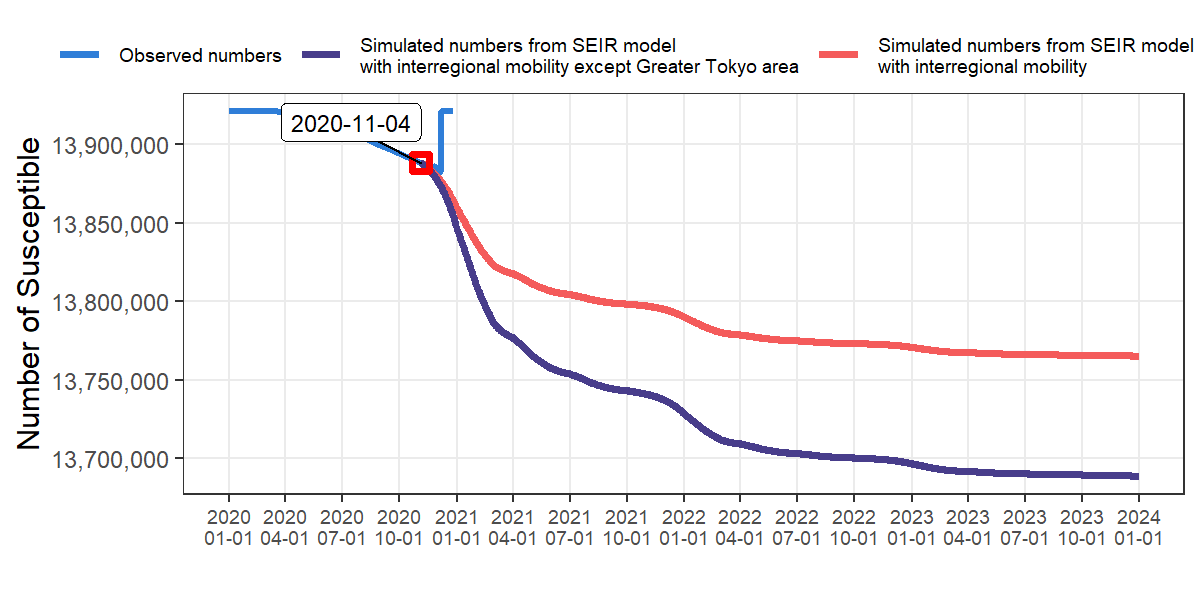 Observed numbers
Simulated numbers from SEIR model
with interregional mobility except Greater Tokyo area
Simulated numbers from SEIR model
with interregional mobility
Number of Susceptible
13,900,000
13,850,000
13,800,000
13,750,000
13,700,000
2020-11-04
2020 2020 2020 2020 2021 2021 2021 2021 2022 2022 2022 2022 2023 2023 2023 2023 2024
01-01 04-01 07-01 10-01 01-01 04-01 07-01 10-01 01-01 04-01 07-01 10-01 01-01 04-01 07-01 10-01 01-01